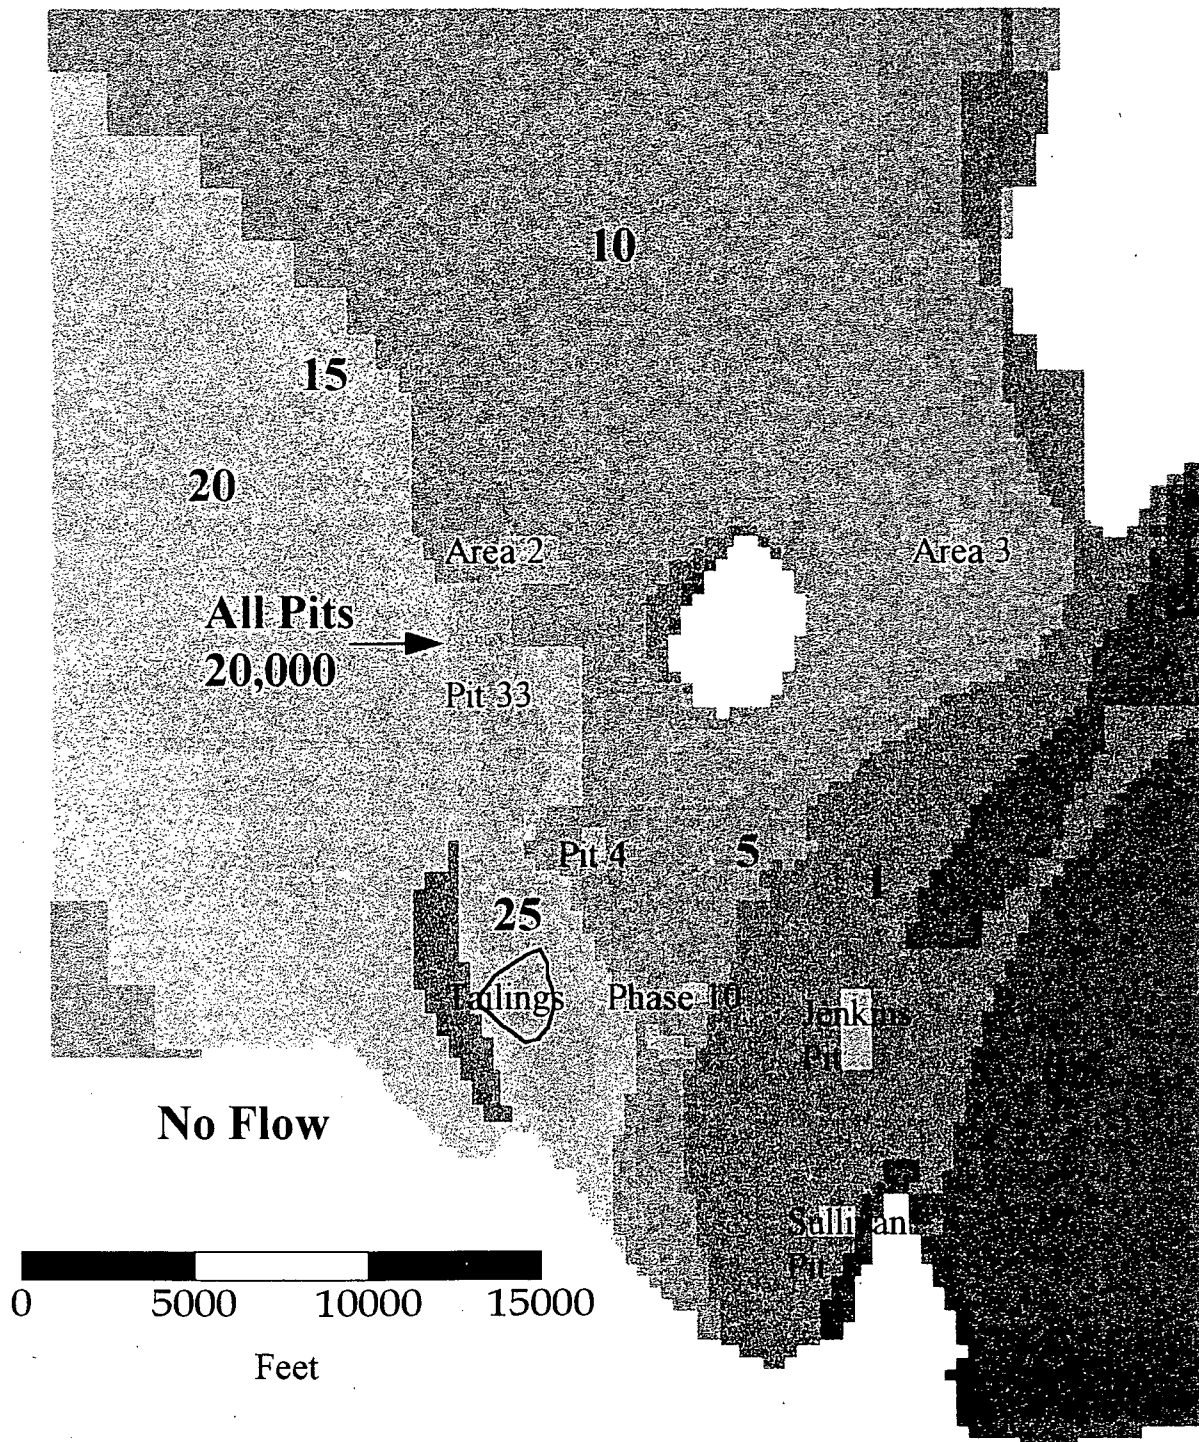 10
15
20
Area 2
Area 3
All Pits
20,000
Pit 33
Pit 4
5
1
25
Tailings
Phase 10
Jenkins
Pit
No Flow
Sullivan
Pit
0 5000 10000 15000
Feet